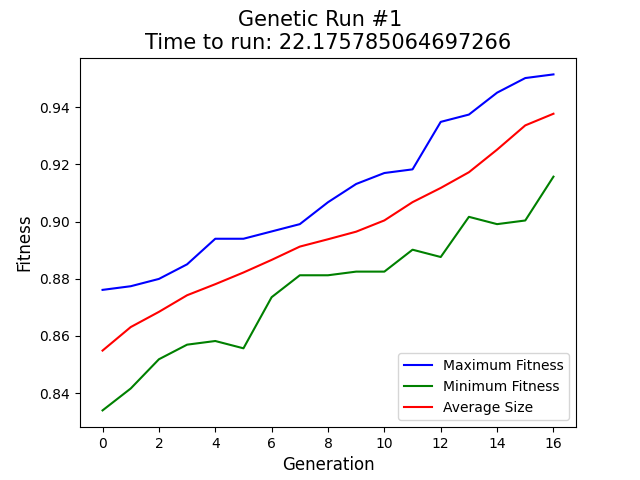 Genetic Run #1
Time to run: 22.175785064697266
Fitness
0.94
0.92
0.90
0.88
0.86
0.84
Maximum Fitness
Minimum Fitness
Average Size
0 2 4 6 8 10 12 14 16
Generation